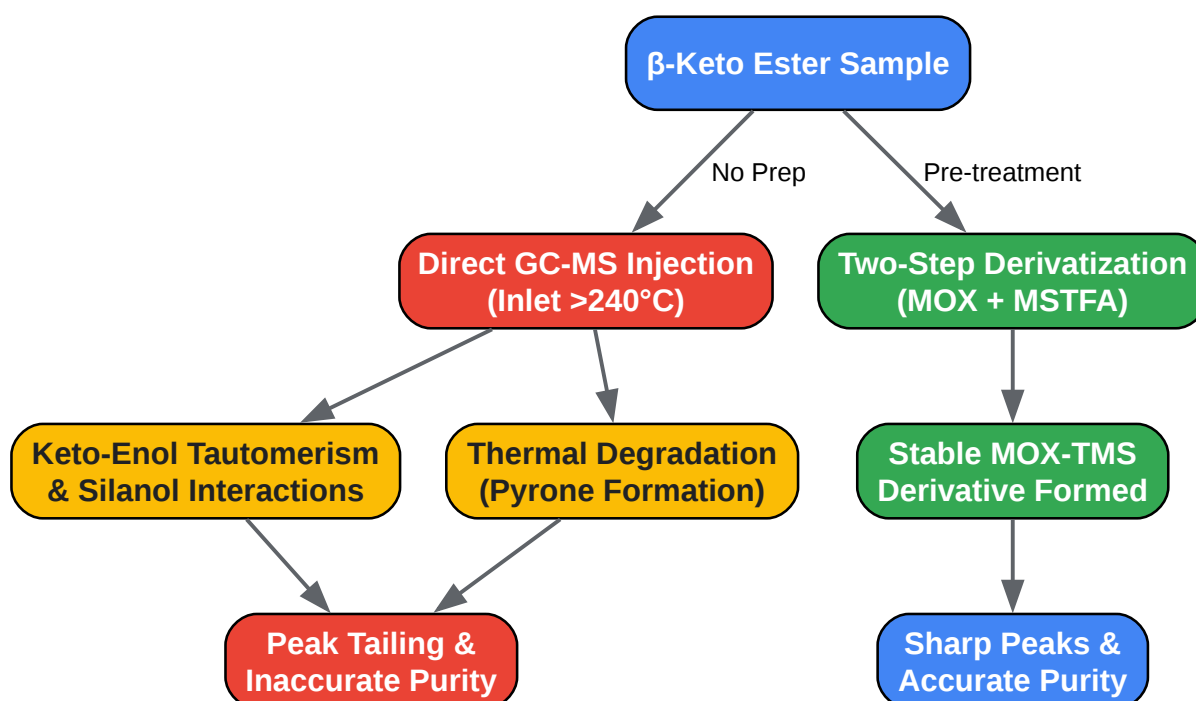 β-Keto Ester Sample
No Prep
Pre-treatment
Direct GC-MS Injection
(Inlet >240°C)
Two-Step Derivatization
(MOX + MSTFA)
Keto-Enol Tautomerism
& Silanol Interactions
Thermal Degradation
(Pyrone Formation)
Stable MOX-TMS
Derivative Formed
Peak Tailing &
Inaccurate Purity
Sharp Peaks &
Accurate Purity